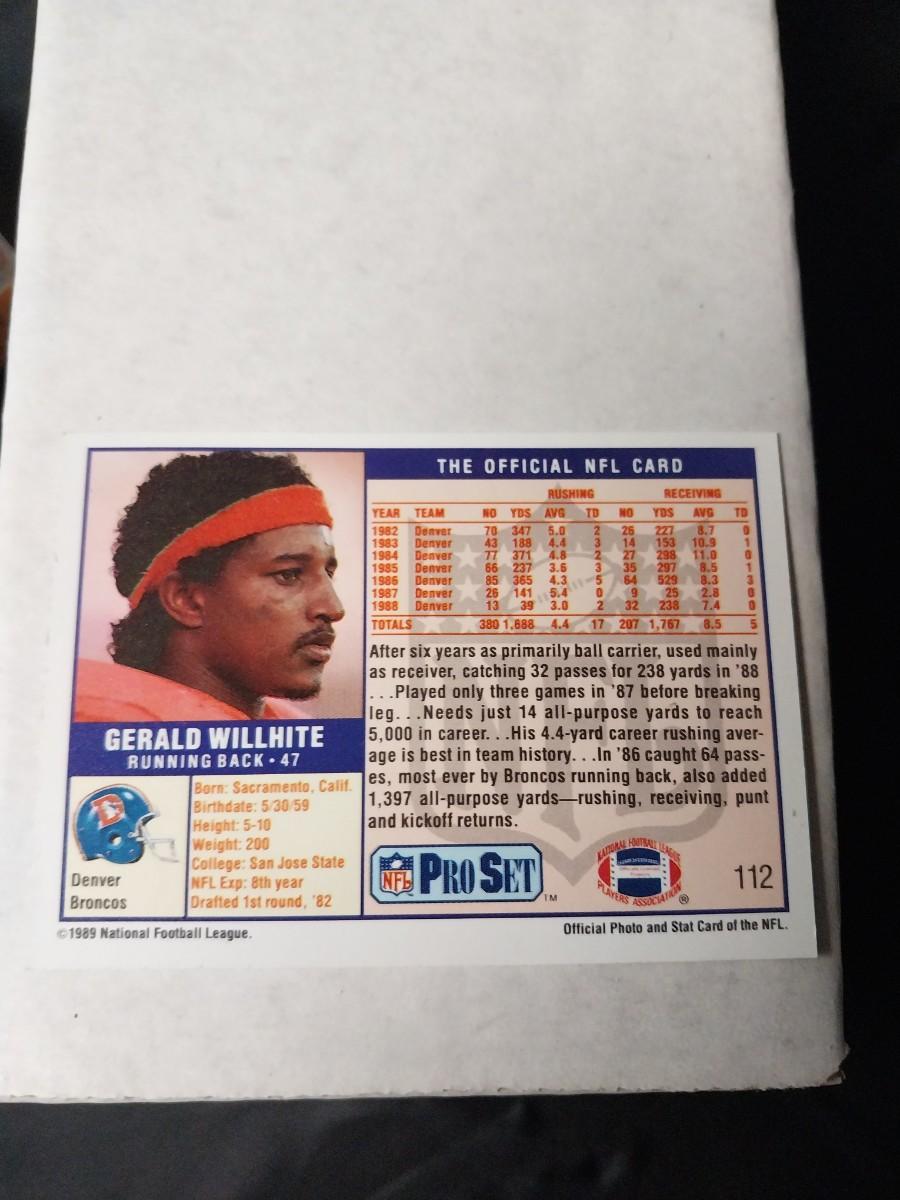 THE OFFICIAL NFL CARD
RUSHING RECEIVING
YEAR TEAM NO YDS AVG TD NO YDS AVG TD
1982 Denver 70 347 5.0 2 26 227 8.7 0
1983 Denver 43 188 4.4 3 14 153 10.9 1
1984 Denver 77 371 4.8 2 27 298 11.0 0
1985 Denver 66 237 3.6 3 35 297 8.5 1
1986 Denver 85 365 4.3 5 64 529 8.3 3
1987 Denver 26 141 5.4 0 9 25 2.8 0
1988 Denver 13 39 3.0 2 32 238 7.4 0
TOTALS 380 1,688 4.4 17 207 1,767 8.5 5
After six years as primarily ball carrier, used mainly
as receiver, catching 32 passes for 238 yards in '88
...Played only three games in '87 before breaking
leg...Needs just 14 all-purpose yards to reach
5,000 in career...His 4.4-yard career rushing aver-
age is best in team history...In '86 caught 64 pass-
es, most ever by Broncos running back, also added
1,397 all-purpose yards—rushing, receiving, punt
and kickoff returns.
GERALD WILLHITE
RUNNING BACK • 47
D
Denver
Broncos
Born: Sacramento, Calif.
Birthdate: 5/30/59
Height: 5-10
Weight: 200
College: San Jose State
NFL Exp: 8th year
Drafted 1st round, '82
NFL PRO SET TM
NATIONAL FOOTBALL LEAGUE
PLAYERS ASSOCIATION ®
112
©1989 National Football League.
Official Photo and Stat Card of the NFL.